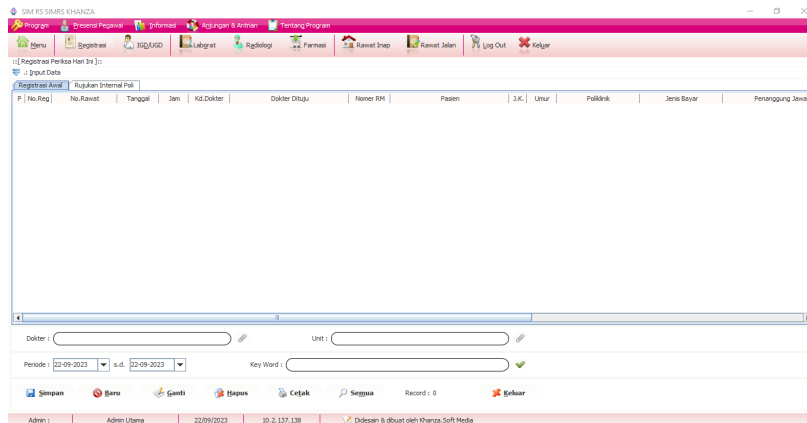 SIM RS SIMRS KHANZA
Program Presensi Pegawai Informasi Anjungan & Antrian Tentang Program
Menu Registrasi IGD/UGD Laborat Radiologi Farmasi Rawat Inap Rawat Jalan Log Out Keluar
::[ Registrasi Periksa Hari Ini ]::
.: Input Data
Registrasi Awal Rujukan Internal Poli
P No.Reg No.Rawat Tanggal Jam Kd.Dokter Dokter Dituju Nomer RM Pasien J.K. Umur Poliklinik Jenis Bayar Penanggung Jawa
Dokter : Unit :
Periode : 22-09-2023 s.d. 22-09-2023 Key Word :
Simpan Baru Ganti Hapus Cetak Semua Record : 0 Keluar
Admin : Admin Utama 22/09/2023 10.2.137.138 Didesain & dibuat oleh Khanza.Soft Media